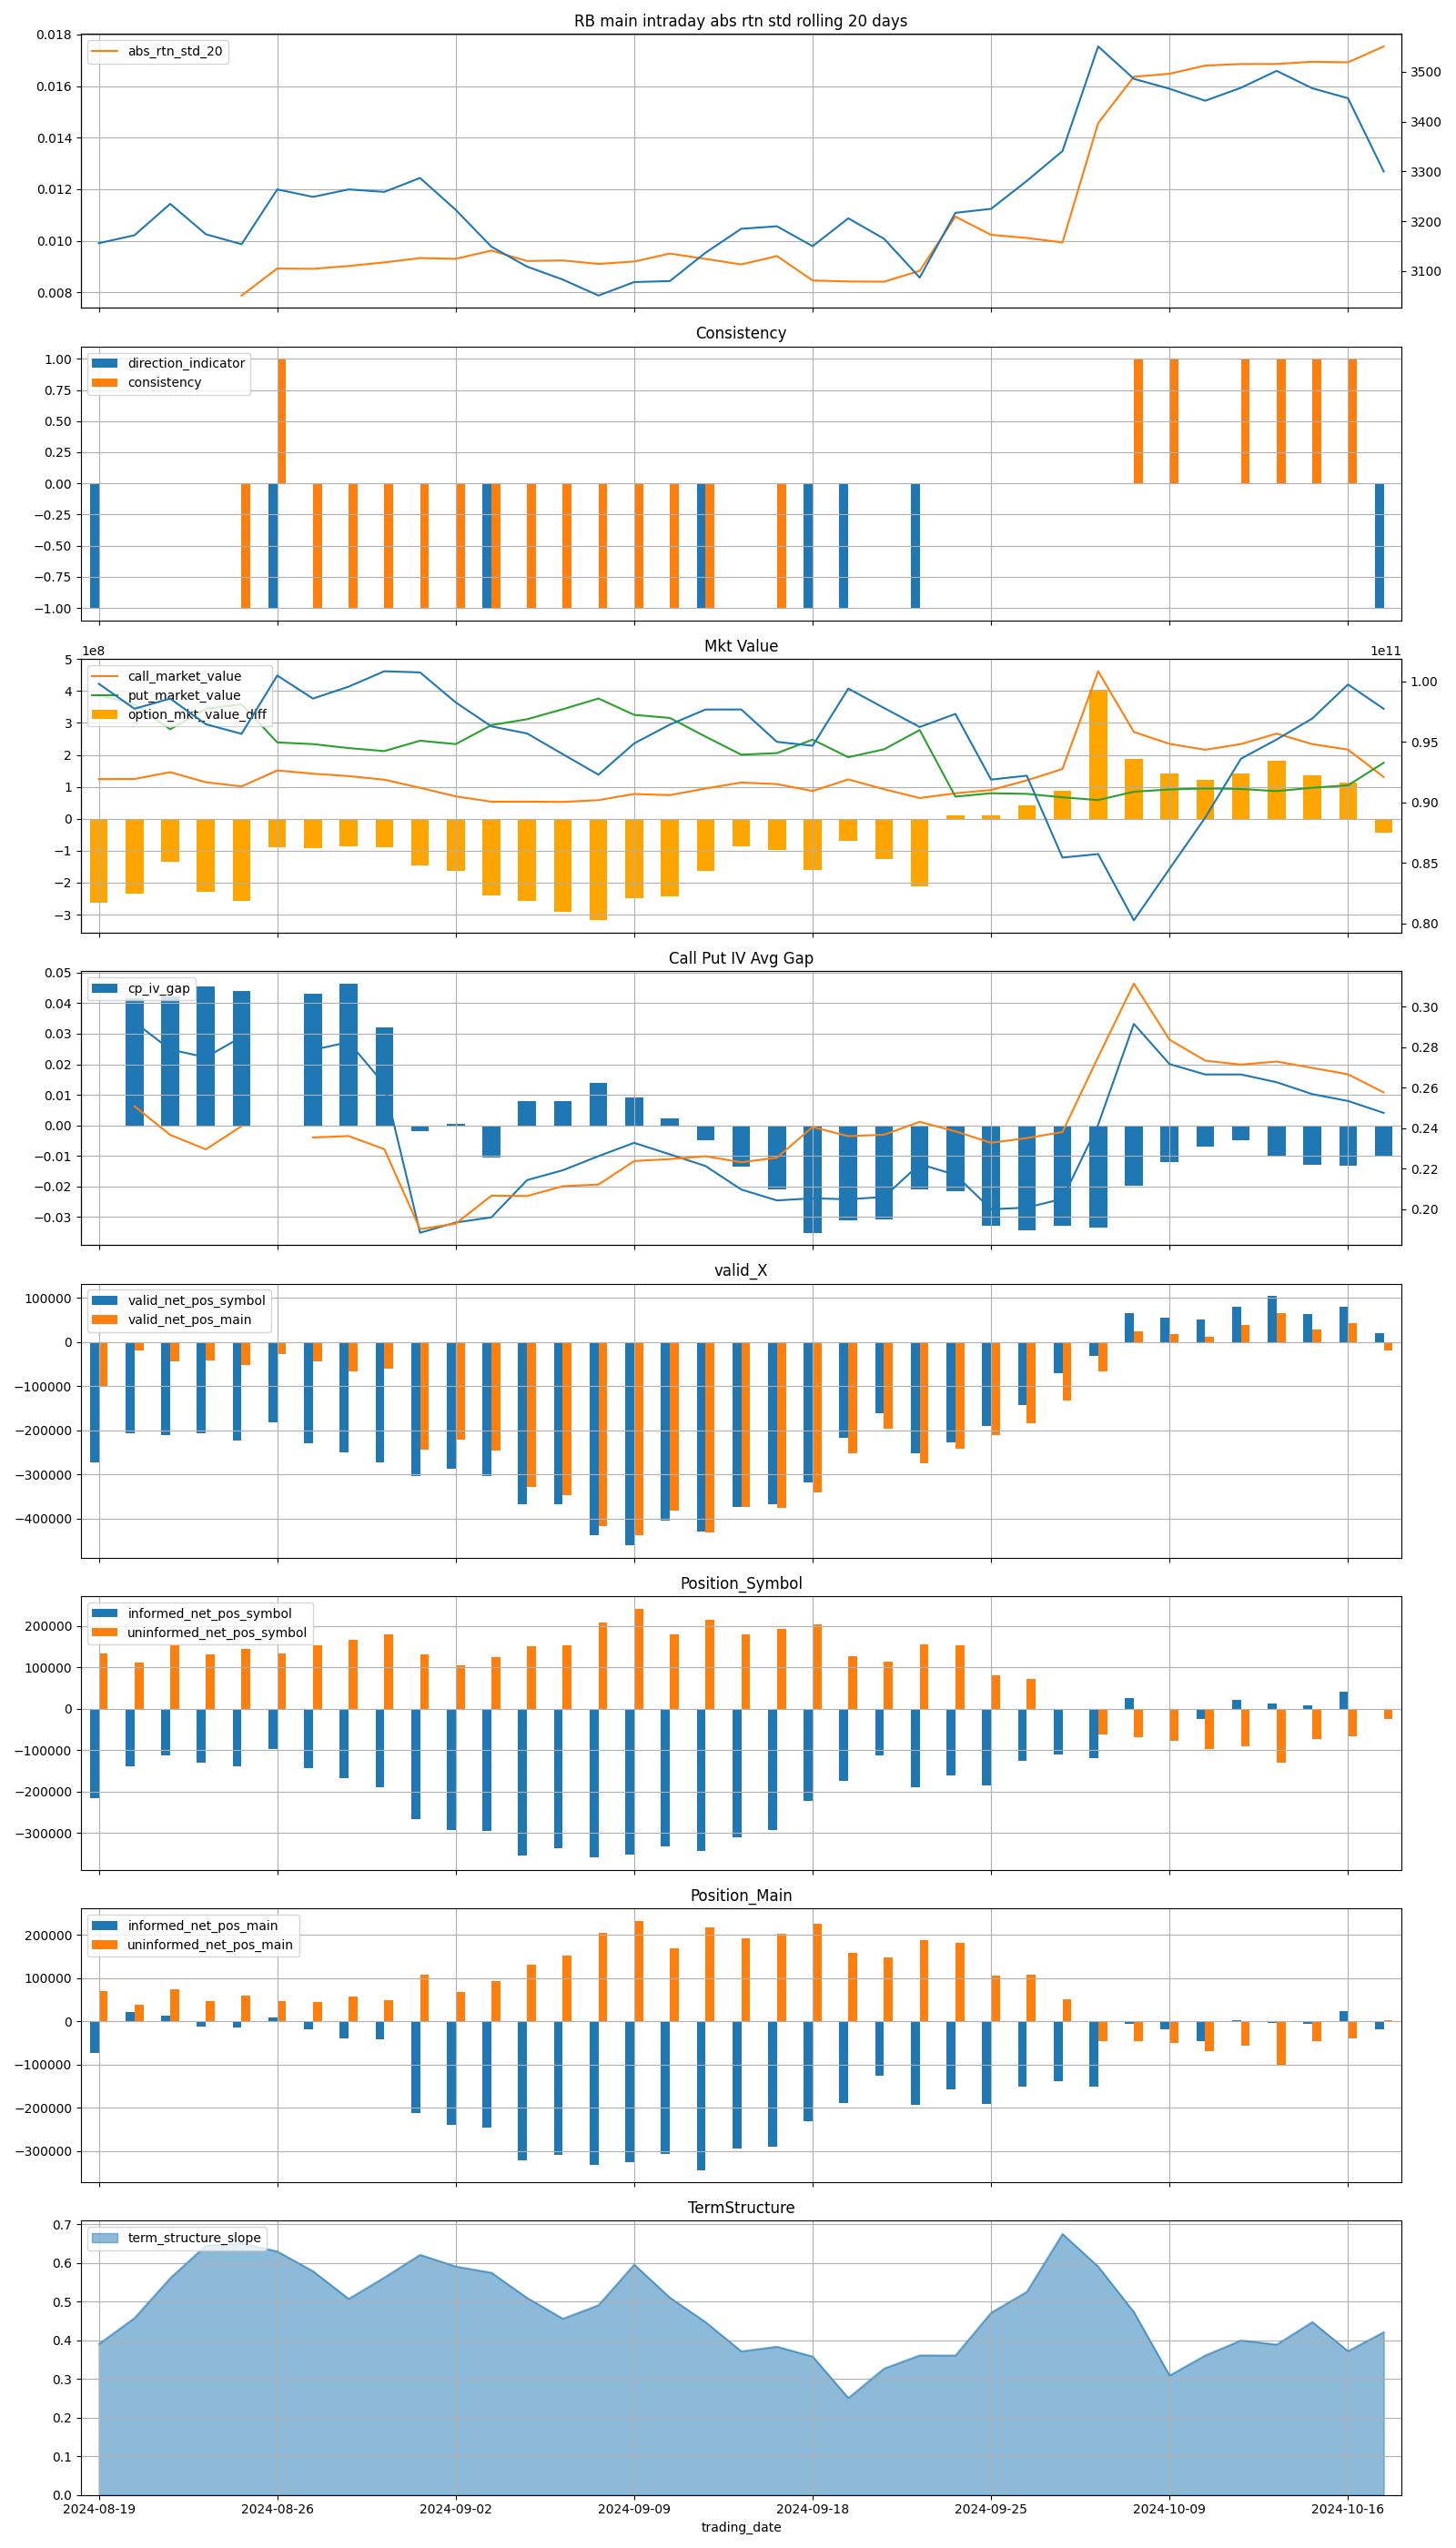 RB main intraday abs rtn std rolling 20 days
abs_rtn_std_20
0.018
0.016
0.014
0.012
0.010
0.008
3500
3400
3300
3200
3100
Consistency
direction_indicator
consistency
1.00
0.75
0.50
0.25
0.00
−0.25
−0.50
−0.75
−1.00
Mkt Value
1e8
1e11
call_market_value
put_market_value
option_mkt_value_diff
5
4
3
2
1
0
−1
−2
−3
1.00
0.95
0.90
0.85
0.80
Call Put IV Avg Gap
cp_iv_gap
0.05
0.04
0.03
0.02
0.01
0.00
−0.01
−0.02
−0.03
0.30
0.28
0.26
0.24
0.22
0.20
valid_X
valid_net_pos_symbol
valid_net_pos_main
100000
0
−100000
−200000
−300000
−400000
Position_Symbol
informed_net_pos_symbol
uninformed_net_pos_symbol
200000
100000
0
−100000
−200000
−300000
Position_Main
informed_net_pos_main
uninformed_net_pos_main
200000
100000
0
−100000
−200000
−300000
TermStructure
term_structure_slope
0.7
0.6
0.5
0.4
0.3
0.2
0.1
0.0
2024-08-19 2024-08-26 2024-09-02 2024-09-09 2024-09-18 2024-09-25 2024-10-09 2024-10-16
trading_date